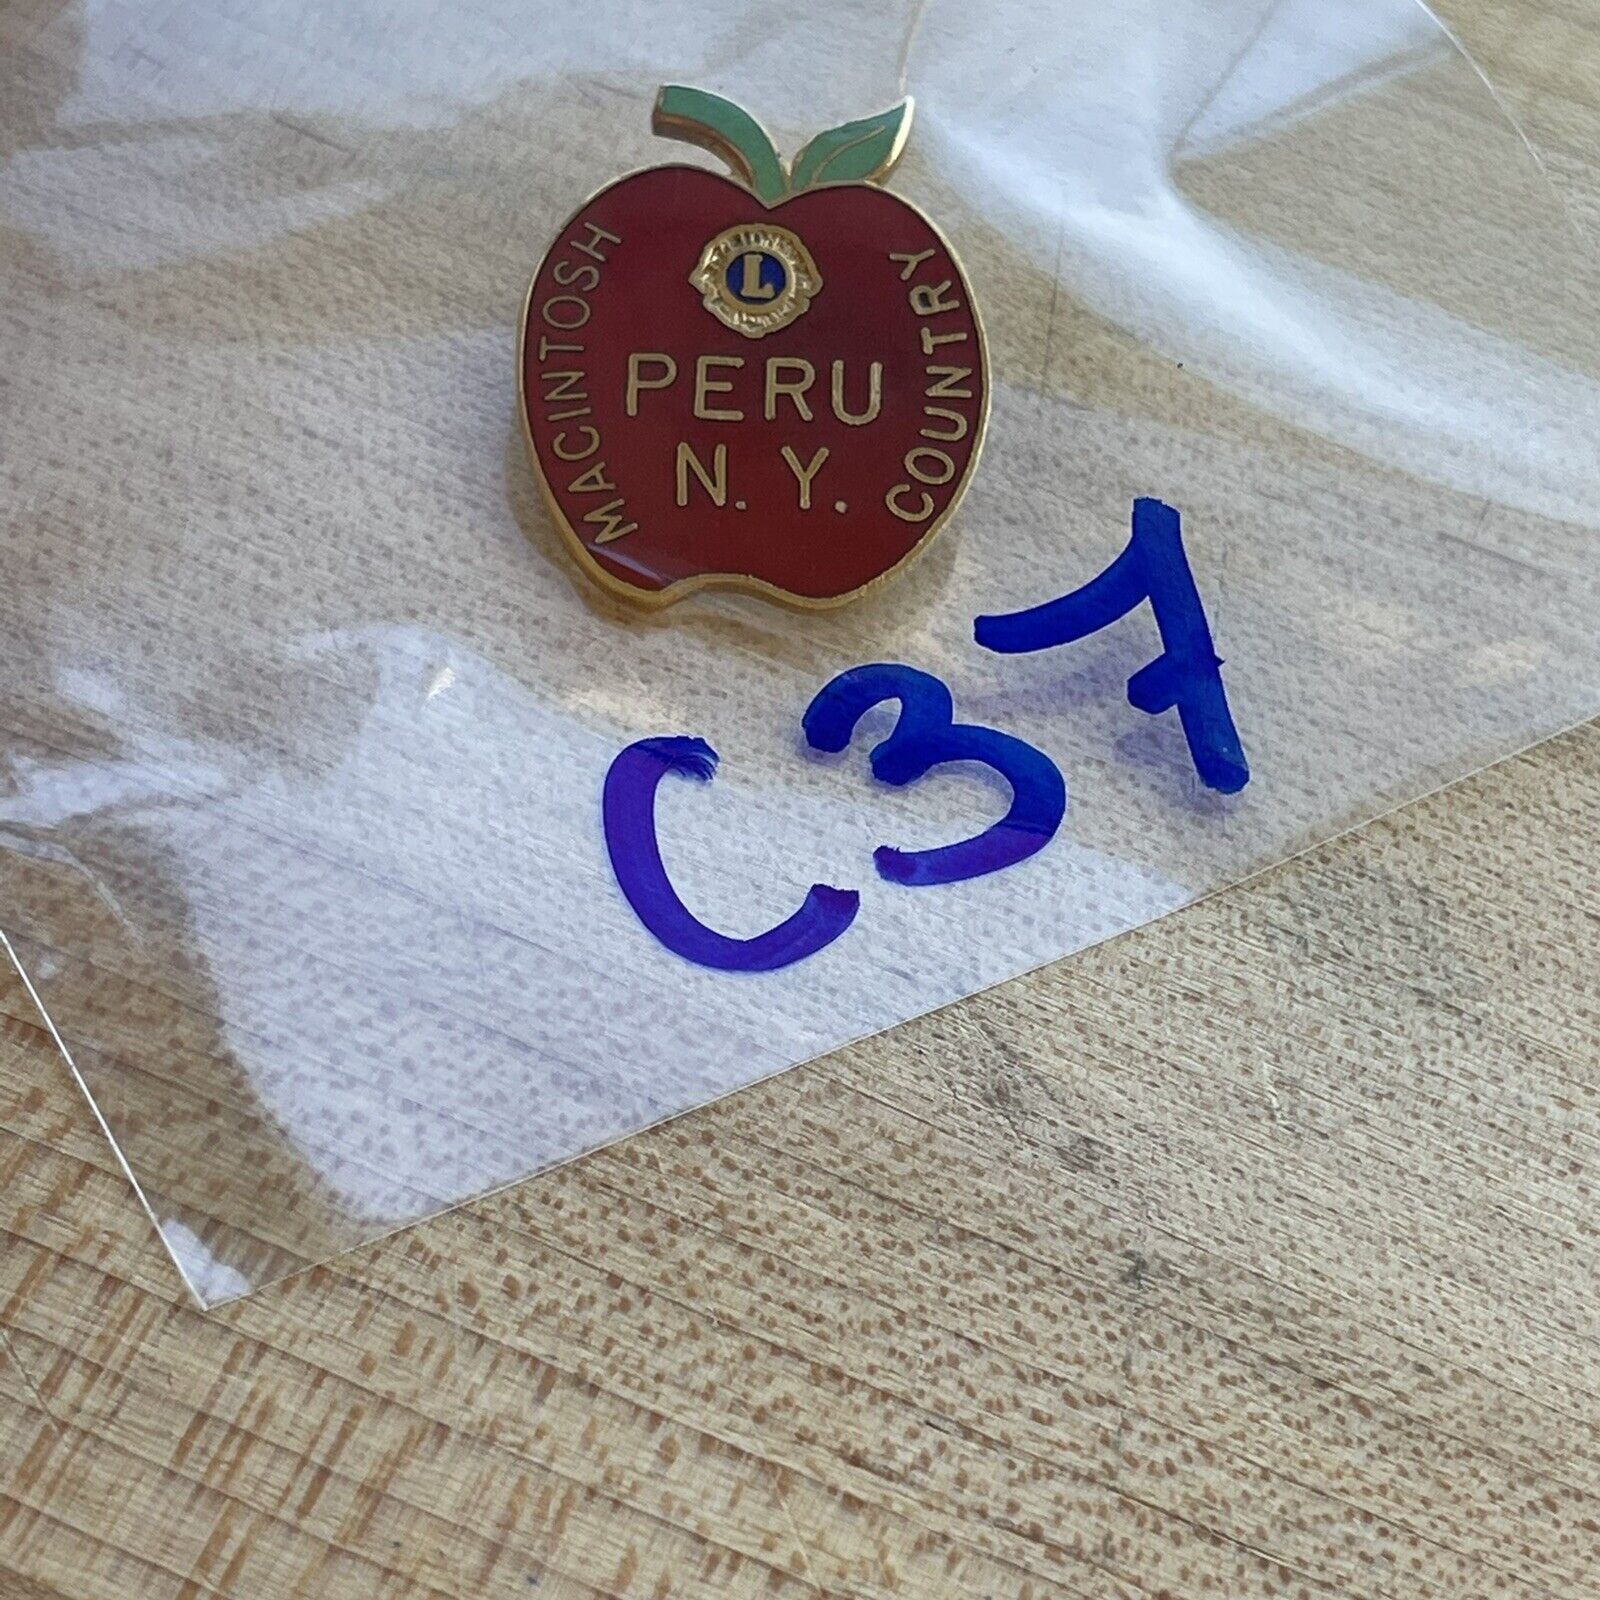 L
MACINTOSH
PERU
N. Y.
COUNTRY
C37